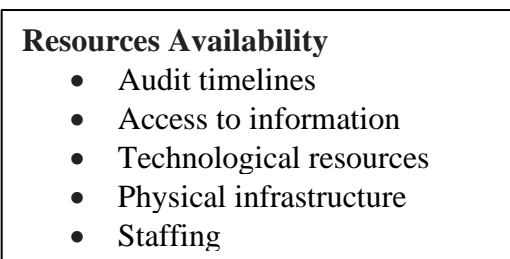 Resources Availability
• Audit timelines
• Access to information
• Technological resources
• Physical infrastructure
• Staffing